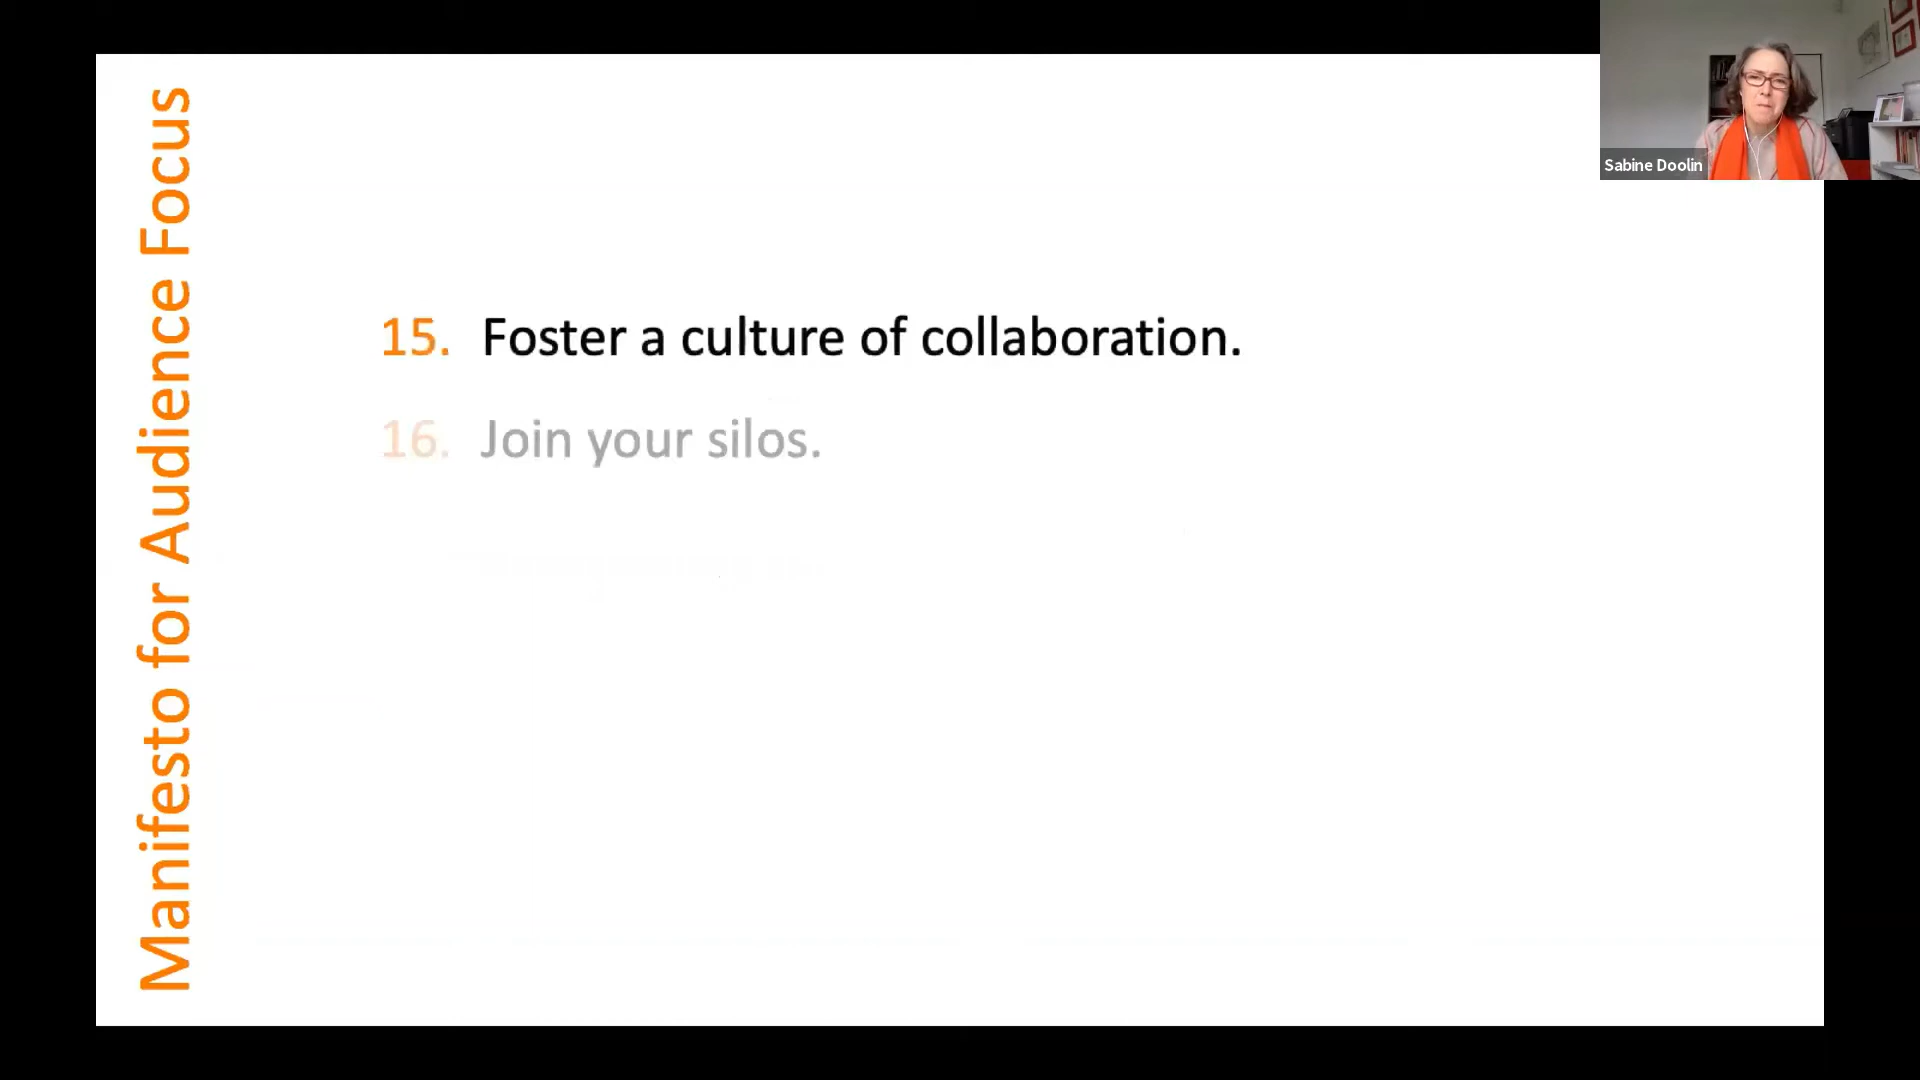 Manifesto for Audience Focus
15. Foster a culture of collaboration.
16. Join your silos.
Sabine Doolin